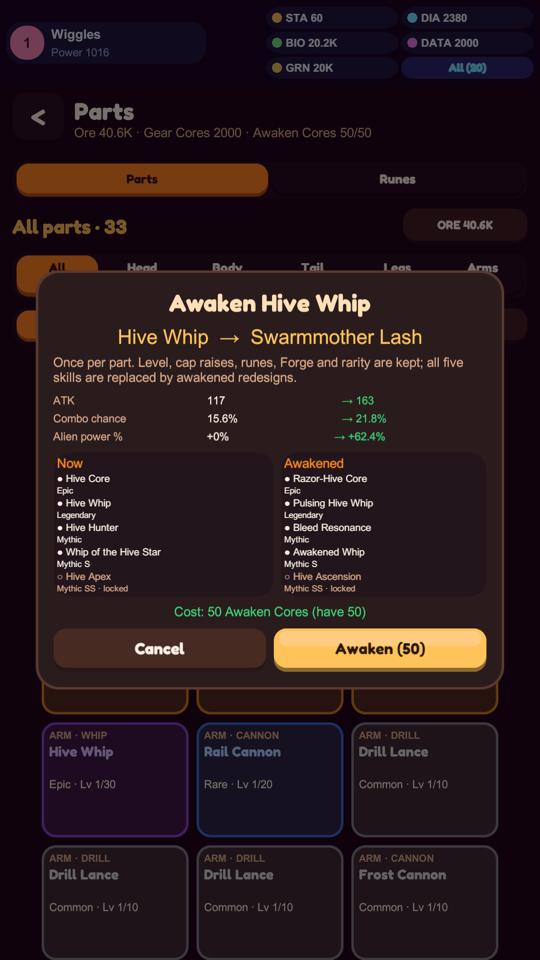 1
Wiggles
Power 1016
STA 60
DIA 2380
BIO 20.2K
DATA 2000
GRN 20K
All (20)
<
Parts
Ore 40.6K · Gear Cores 2000 · Awaken Cores 50/50
Parts
Runes
All parts · 33
ORE 40.6K
All
Head
Body
Tail
Legs
Arms
Awaken Hive Whip
Hive Whip → Swarmmother Lash
Once per part. Level, cap raises, runes, Forge and rarity are kept; all five
skills are replaced by awakened redesigns.
ATK 117 → 163
Combo chance 15.6% → 21.8%
Alien power % +0% → +62.4%
Now
● Hive Core
Epic
● Hive Whip
Legendary
● Hive Hunter
Mythic
● Whip of the Hive Star
Mythic S
○ Hive Apex
Mythic SS · locked
Awakened
● Razor-Hive Core
Epic
● Pulsing Hive Whip
Legendary
● Bleed Resonance
Mythic
● Awakened Whip
Mythic S
○ Hive Ascension
Mythic SS · locked
Cost: 50 Awaken Cores (have 50)
Cancel
Awaken (50)
ARM · WHIP
Hive Whip
Epic · Lv 1/30
ARM · CANNON
Rail Cannon
Rare · Lv 1/20
ARM · DRILL
Drill Lance
Common · Lv 1/10
ARM · DRILL
Drill Lance
Common · Lv 1/10
ARM · DRILL
Drill Lance
Common · Lv 1/10
ARM · CANNON
Frost Cannon
Common · Lv 1/10